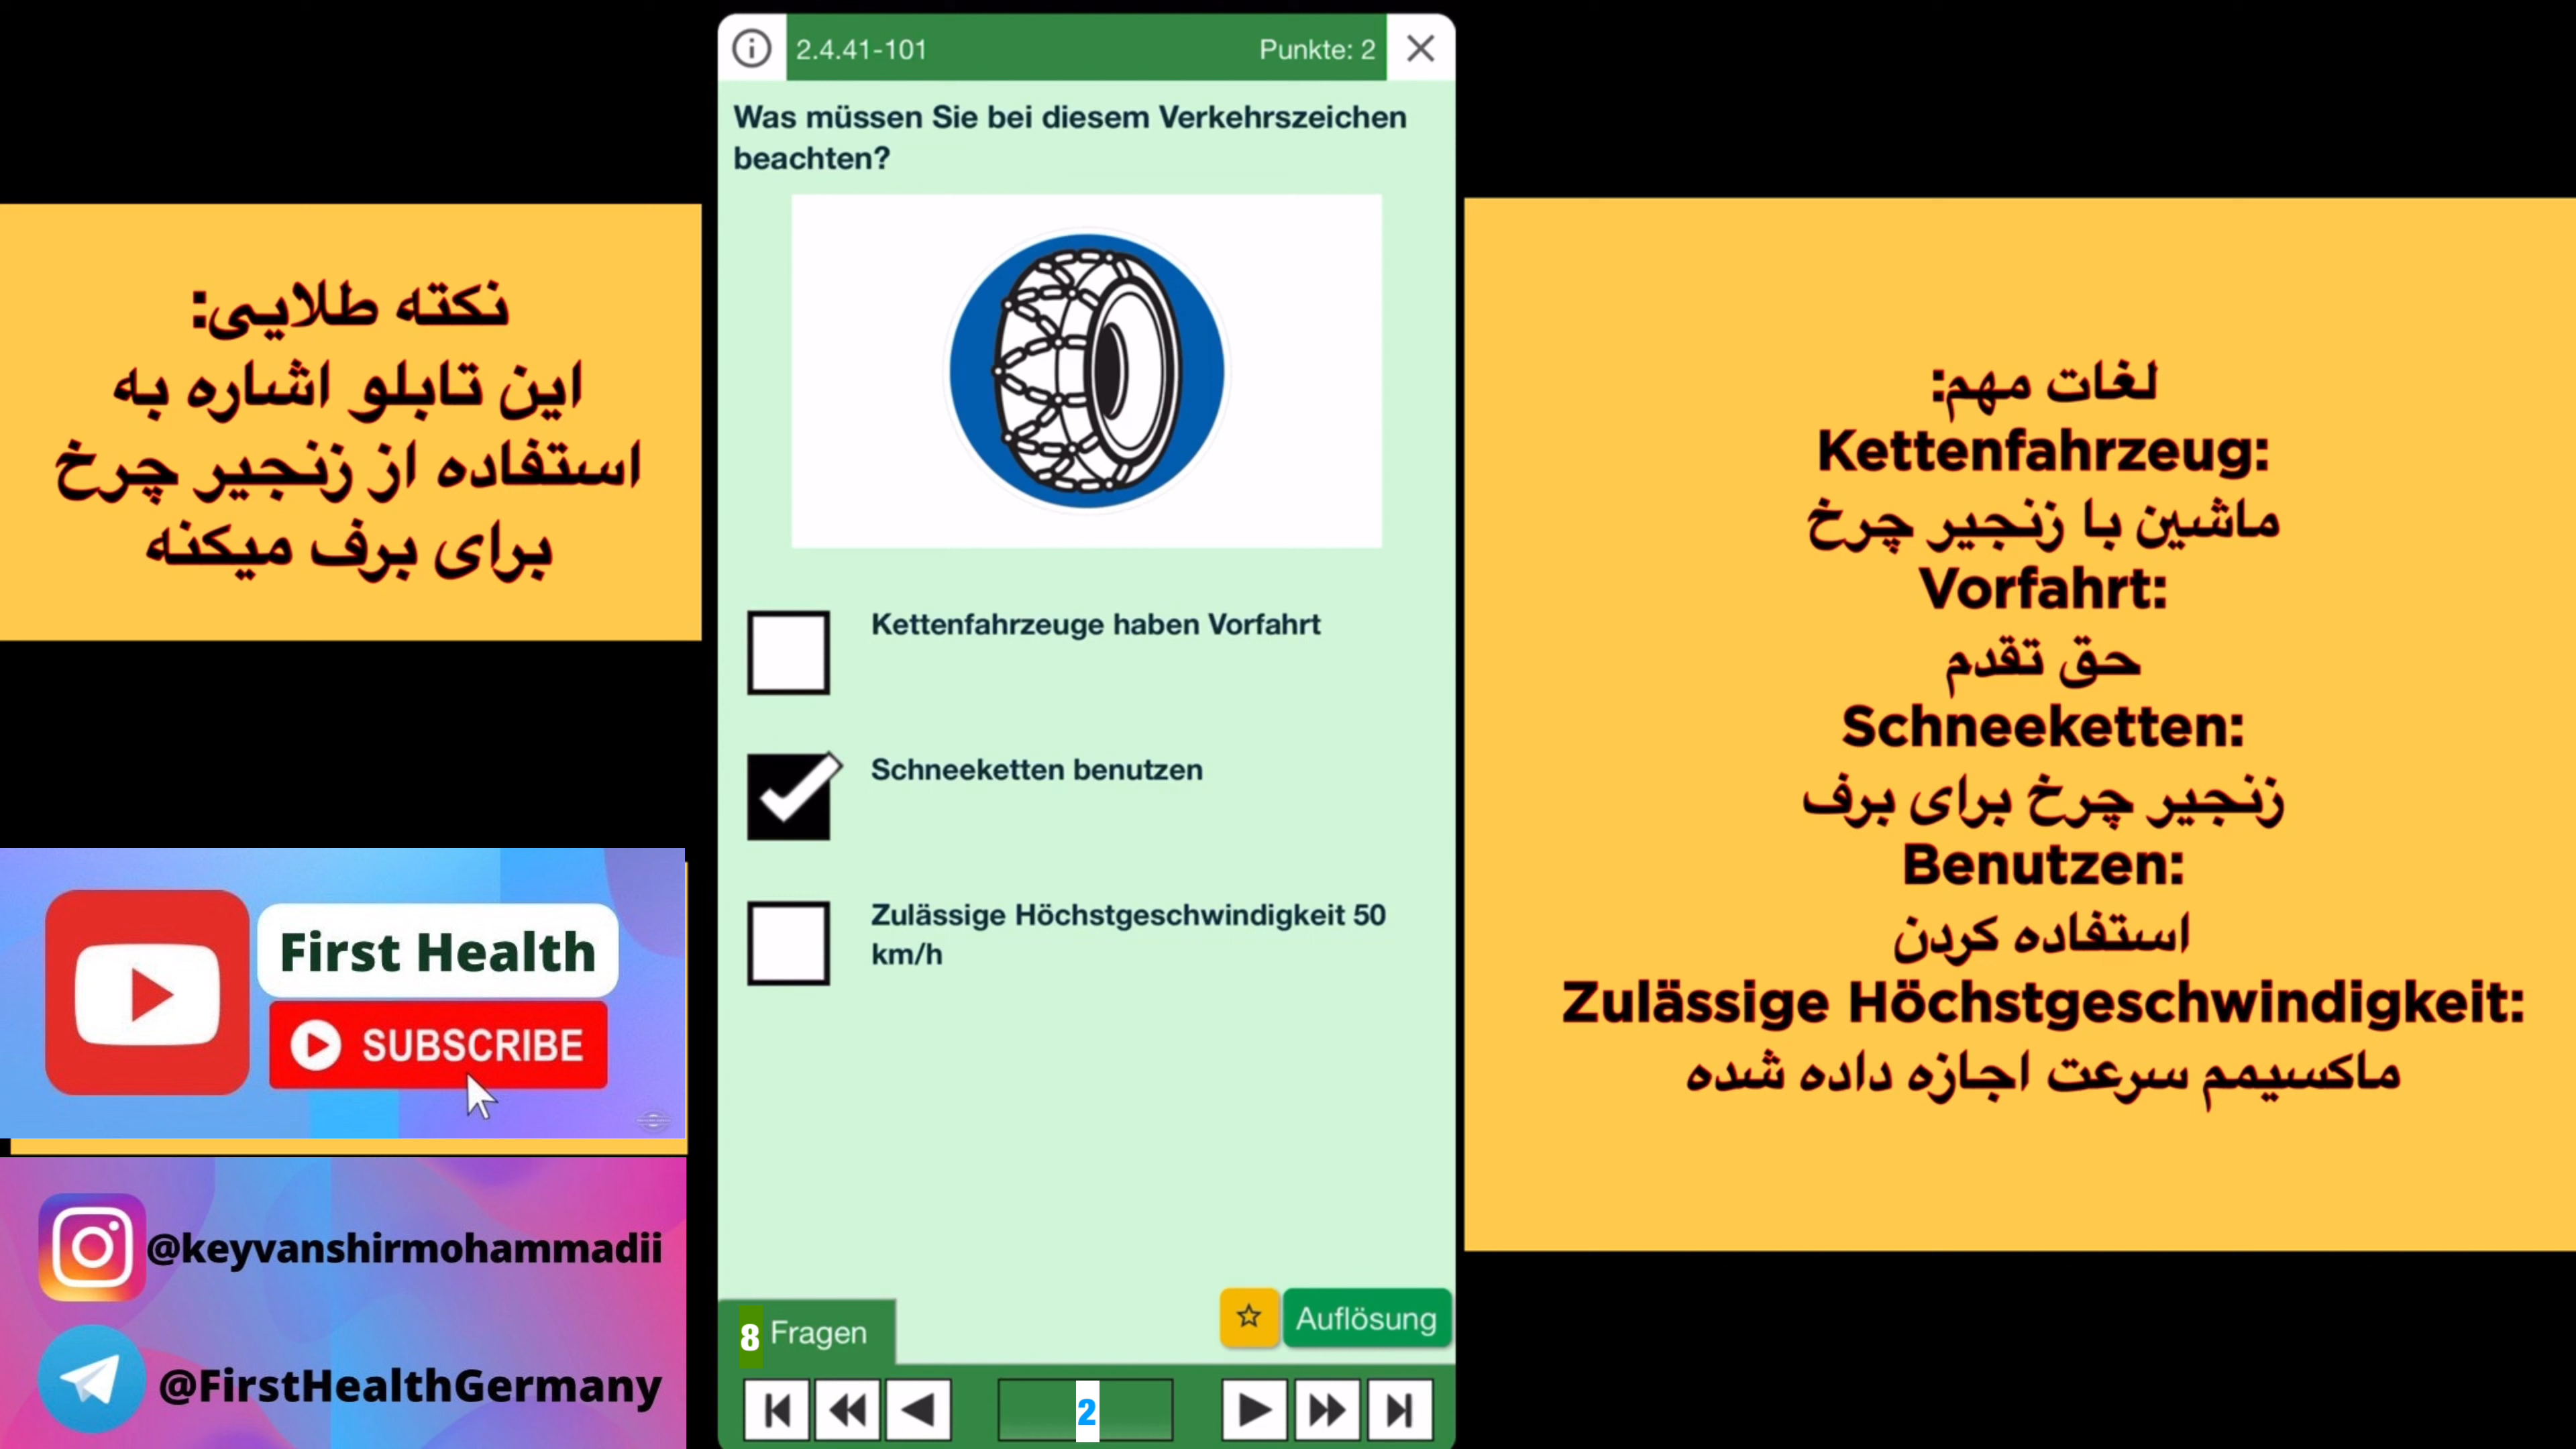 2.4.41-101
Punkte: 2
Was müssen Sie bei diesem Verkehrszeichen
beachten?
Kettenfahrzeuge haben Vorfahrt
Schneeketten benutzen
Zulässige Höchstgeschwindigkeit 50
km/h
8 Fragen
Auflösung
2
نکته طلایی:
این تابلو اشاره به
استفاده از زنجیر چرخ
برای برف میکنه
First Health
SUBSCRIBE
@keyvanshirmohammadii
@FirstHealthGermany
لغات مهم:
Kettenfahrzeug:
ماشین با زنجیر چرخ
Vorfahrt:
حق تقدم
Schneeketten:
زنجیر چرخ برای برف
Benutzen:
استفاده کردن
Zulässige Höchstgeschwindigkeit:
ماکسیمم سرعت اجازه داده شده